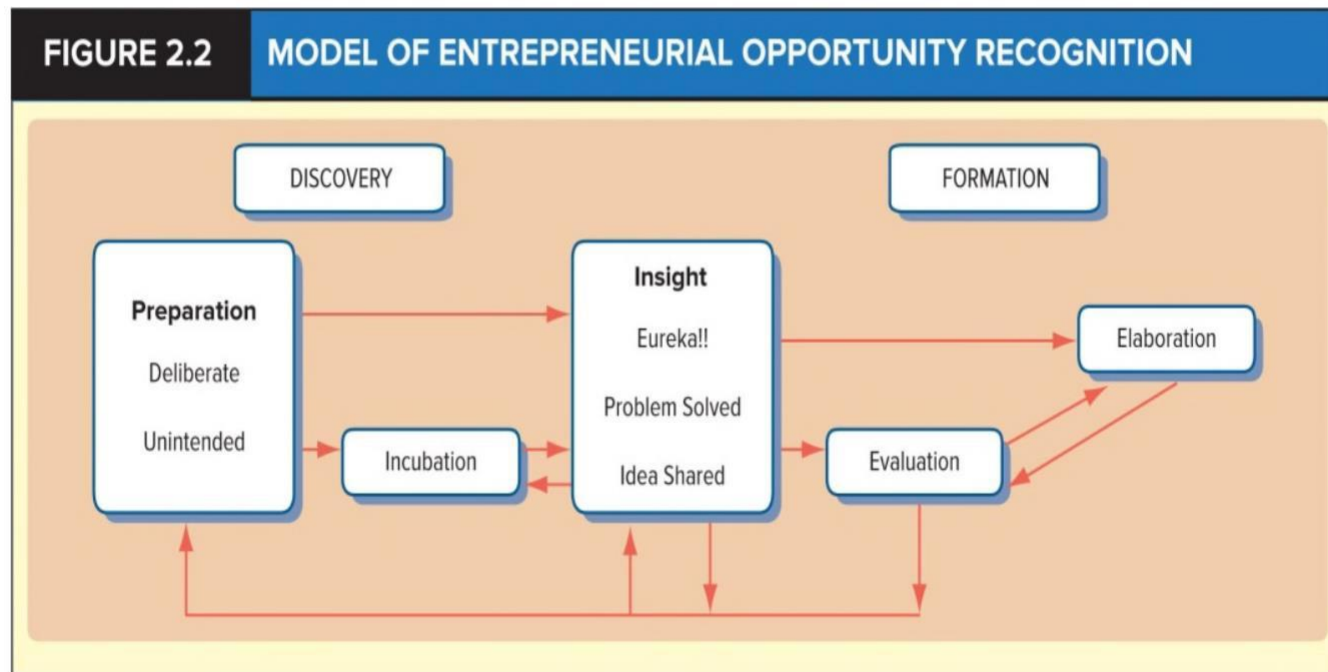 FIGURE 2.2
MODEL OF ENTREPRENEURIAL OPPORTUNITY RECOGNITION
DISCOVERY
FORMATION
Preparation
Deliberate
Unintended
Incubation
Insight
Eureka!!
Problem Solved
Idea Shared
Evaluation
Elaboration